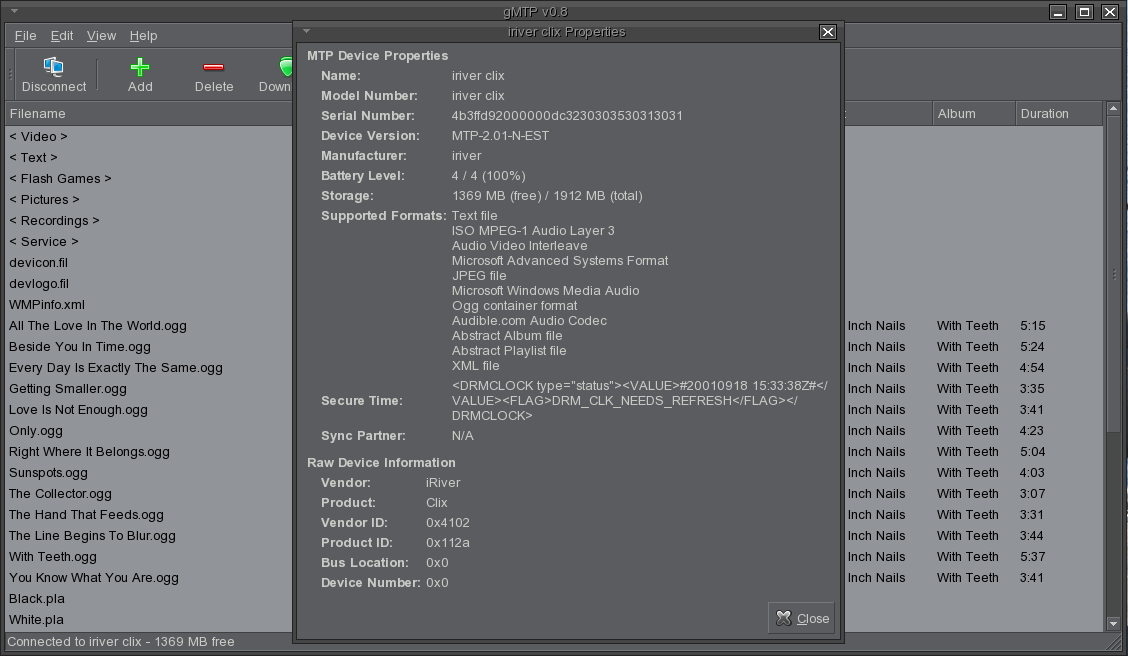 gMTP v0.8
File Edit View Help
Disconnect Add Delete Down
Filename Album Duration
< Video >
< Text >
< Flash Games >
< Pictures >
< Recordings >
< Service >
devicon.fil
devlogo.fil
WMPinfo.xml
All The Love In The World.ogg Inch Nails With Teeth 5:15
Beside You In Time.ogg Inch Nails With Teeth 5:24
Every Day Is Exactly The Same.ogg Inch Nails With Teeth 4:54
Getting Smaller.ogg Inch Nails With Teeth 3:35
Love Is Not Enough.ogg Inch Nails With Teeth 3:41
Only.ogg Inch Nails With Teeth 4:23
Right Where It Belongs.ogg Inch Nails With Teeth 5:04
Sunspots.ogg Inch Nails With Teeth 4:03
The Collector.ogg Inch Nails With Teeth 3:07
The Hand That Feeds.ogg Inch Nails With Teeth 3:31
The Line Begins To Blur.ogg Inch Nails With Teeth 3:44
With Teeth.ogg Inch Nails With Teeth 5:37
You Know What You Are.ogg Inch Nails With Teeth 3:41
Black.pla
White.pla
Connected to iriver clix - 1369 MB free
iriver clix Properties
MTP Device Properties
Name: iriver clix
Model Number: iriver clix
Serial Number: 4b3ffd92000000dc3230303530313031
Device Version: MTP-2.01-N-EST
Manufacturer: iriver
Battery Level: 4 / 4 (100%)
Storage: 1369 MB (free) / 1912 MB (total)
Supported Formats: Text file
ISO MPEG-1 Audio Layer 3
Audio Video Interleave
Microsoft Advanced Systems Format
JPEG file
Microsoft Windows Media Audio
Ogg container format
Audible.com Audio Codec
Abstract Album file
Abstract Playlist file
XML file
Secure Time: <DRMCLOCK type="status"><VALUE>#20010918 15:33:38Z#</
VALUE><FLAG>DRM_CLK_NEEDS_REFRESH</FLAG></
DRMCLOCK>
Sync Partner: N/A
Raw Device Information
Vendor: iRiver
Product: Clix
Vendor ID: 0x4102
Product ID: 0x112a
Bus Location: 0x0
Device Number: 0x0
Close